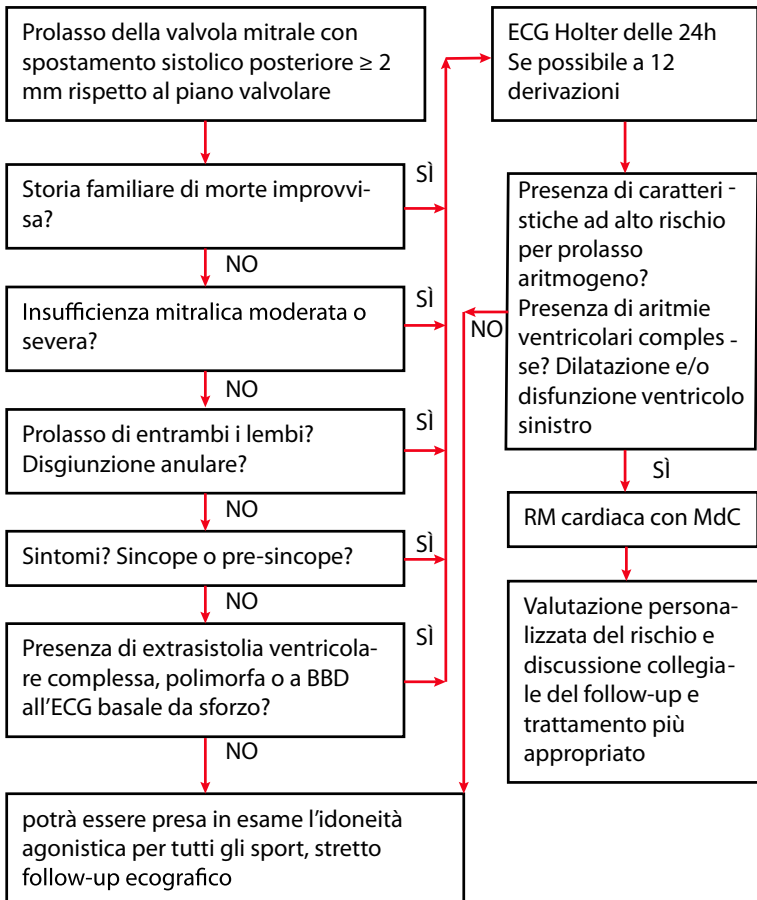 Prolasso della valvola mitrale con
spostamento sistolico posteriore ≥ 2
mm rispetto al piano valvolare
SÌ
Storia familiare di morte improvvi-
sa?
NO
SÌ
Insufficienza mitralica moderata o
severa?
NO
SÌ
Prolasso di entrambi i lembi?
Disgiunzione anulare?
NO
SÌ
Sintomi? Sincope o pre-sincope?
NO
SÌ
Presenza di extrasistolia ventricola-
re complessa, polimorfa o a BBD
all'ECG basale da sforzo?
NO
potrà essere presa in esame l'idoneità
agonistica per tutti gli sport, stretto
follow-up ecografico
ECG Holter delle 24h
Se possibile a 12
derivazioni
Presenza di caratteri -
stiche ad alto rischio
per prolasso
aritmogeno?
Presenza di aritmie
ventricolari comples -
se? Dilatazione e/o
disfunzione ventricolo
sinistro
NO
SÌ
RM cardiaca con MdC
Valutazione persona-
lizzata del rischio e
discussione collegia-
le del follow-up e
trattamento più
appropriato